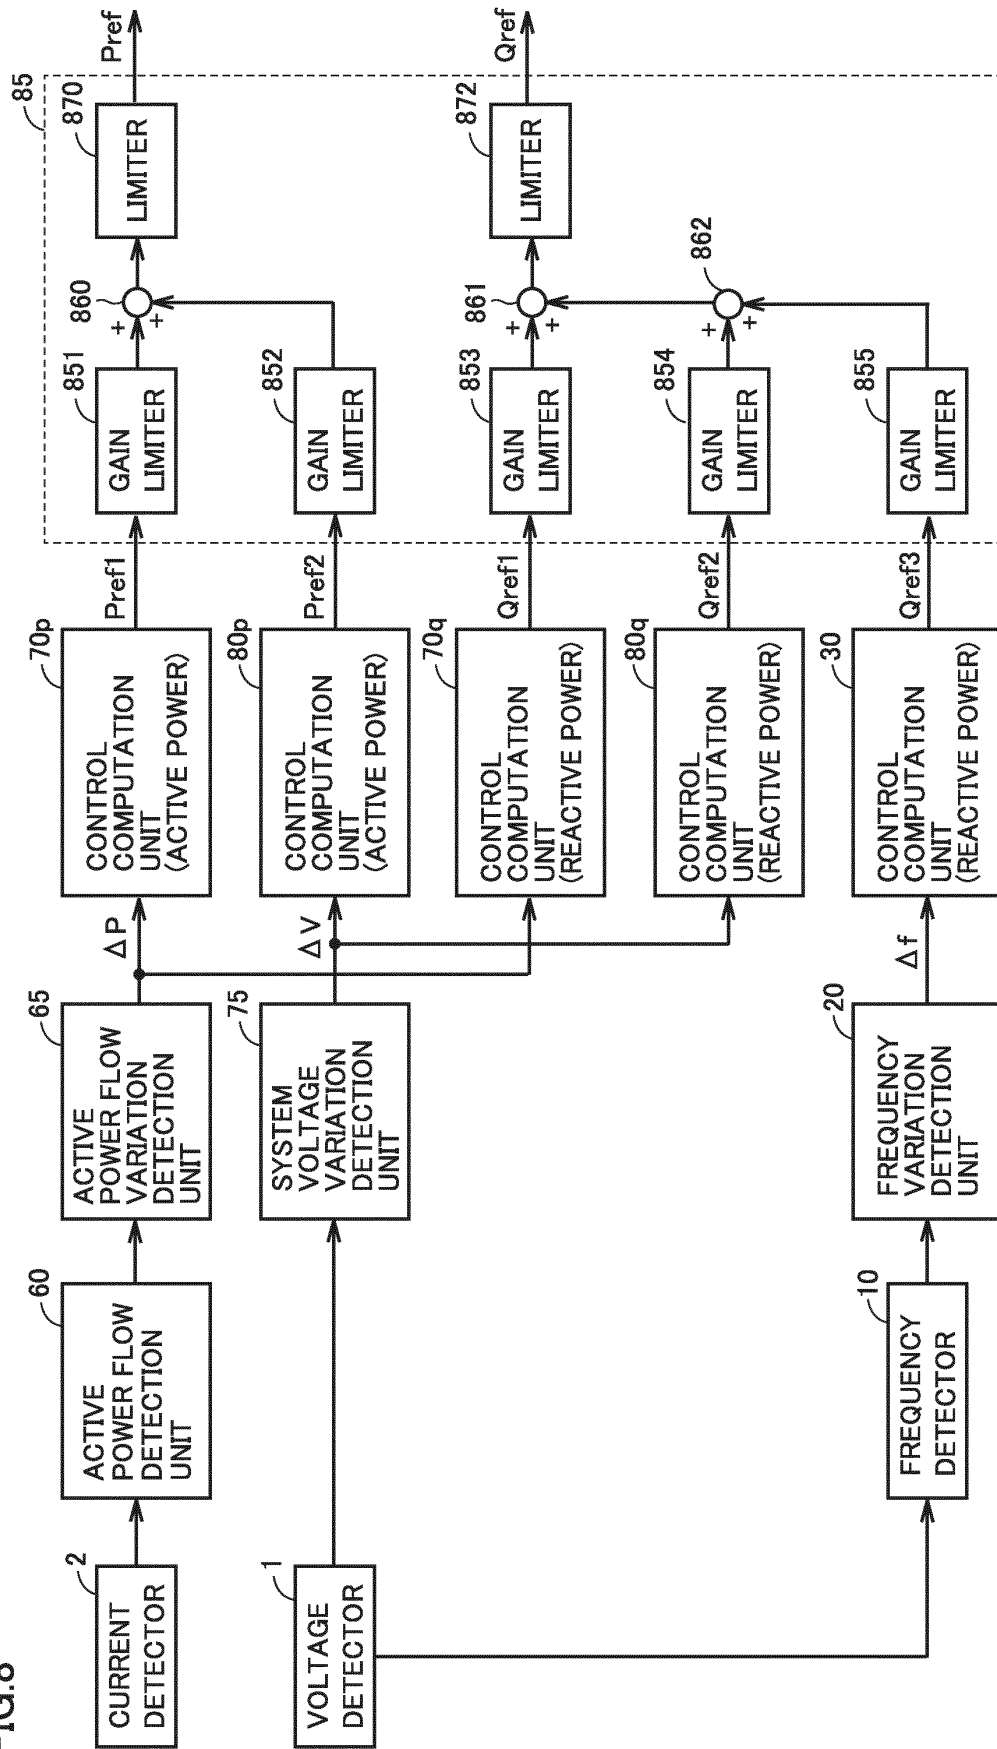 FIG.8
CURRENT
DETECTOR
2
ACTIVE
POWER FLOW
DETECTION
UNIT
60
ACTIVE
POWER FLOW
VARIATION
DETECTION
UNIT
65
ΔP
CONTROL
COMPUTATION
UNIT
(ACTIVE POWER)
70p
Pref1
GAIN
LIMITER
851
+
+
860
LIMITER
870
85
Pref
VOLTAGE
DETECTOR
1
SYSTEM
VOLTAGE
VARIATION
DETECTION
UNIT
75
ΔV
CONTROL
COMPUTATION
UNIT
(ACTIVE POWER)
80p
Pref2
GAIN
LIMITER
852
CONTROL
COMPUTATION
UNIT
(REACTIVE POWER)
70q
Qref1
GAIN
LIMITER
853
+
+
861
LIMITER
872
Qref
CONTROL
COMPUTATION
UNIT
(REACTIVE POWER)
80q
Qref2
GAIN
LIMITER
854
+
+
862
FREQUENCY
DETECTOR
10
FREQUENCY
VARIATION
DETECTION
UNIT
20
Δf
CONTROL
COMPUTATION
UNIT
(REACTIVE POWER)
30
Qref3
GAIN
LIMITER
855